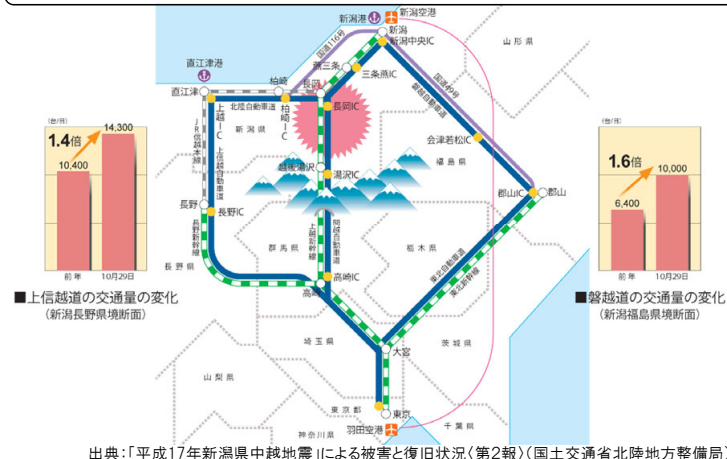 新潟港
新潟空港
新潟
新潟中央IC
山形県
国道116号
燕三条
三条燕IC
国道49号
磐越自動車道
直江津港
直江津
柏崎
長岡
北陸自動車道
柏崎IC
長岡IC
上越IC
上信越自動車道
JR信越本線
新潟県
会津若松IC
福島県
越後湯沢
湯沢IC
郡山IC
郡山
長野
長野IC
長野新幹線
長野県
群馬県
上越新幹線
関越自動車道
栃木県
東北自動車道
東北新幹線
高崎IC
高崎
埼玉県
大宮
茨城県
山梨県
東京都
東京
神奈川県
羽田空港
千葉県
(台/日)
1.4倍
14,300
10,400
前年
10月29日
■上信越道の交通量の変化
(新潟長野県境断面)
(台/日)
1.6倍
10,000
6,400
前年
10月29日
■磐越道の交通量の変化
(新潟福島県境断面)
出典:「平成17年新潟県中越地震」による被害と復旧状況〈第2報〉(国土交通省北陸地方整備局)